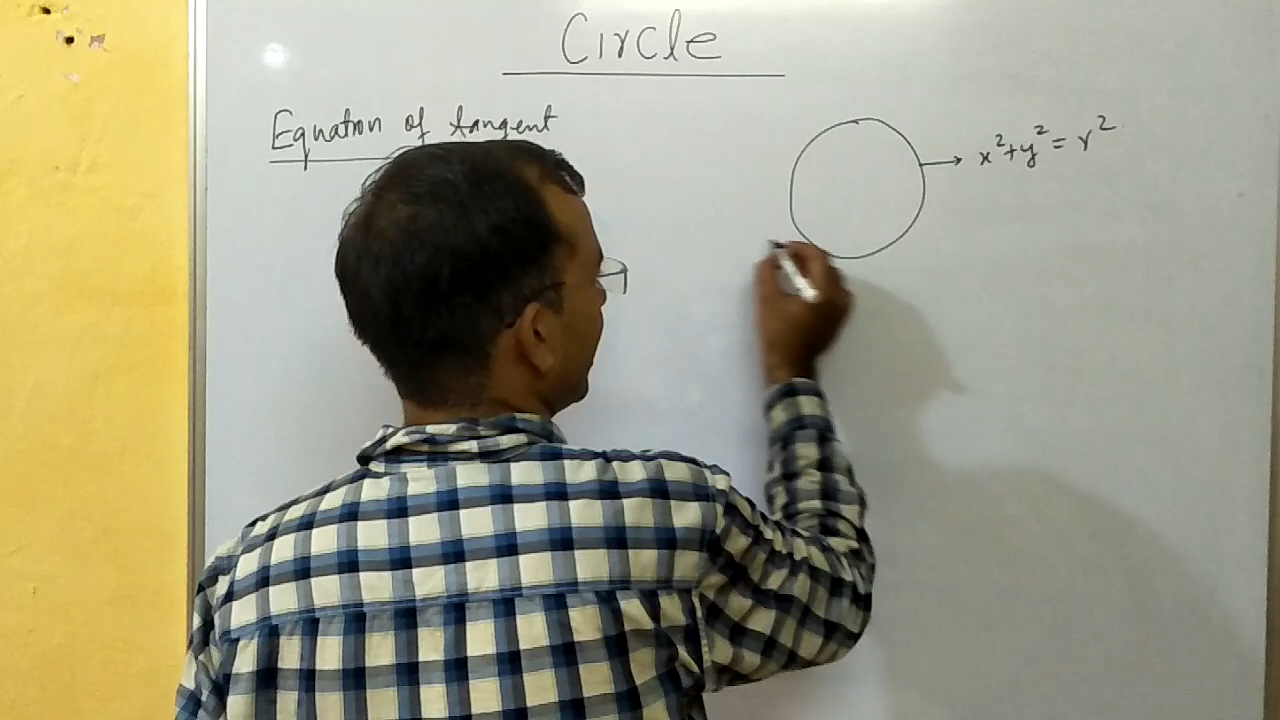 Circle
Equation of tangent
x²+y² = r²